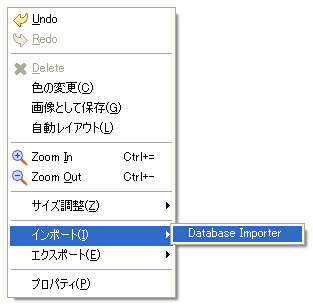 Undo
Redo
Delete
色の変更(C)
画像として保存(G)
自動レイアウト(L)
Zoom In Ctrl+=
Zoom Out Ctrl+-
サイズ調整(Z)
インポート(I) Database Importer
エクスポート(E)
プロパティ(P)